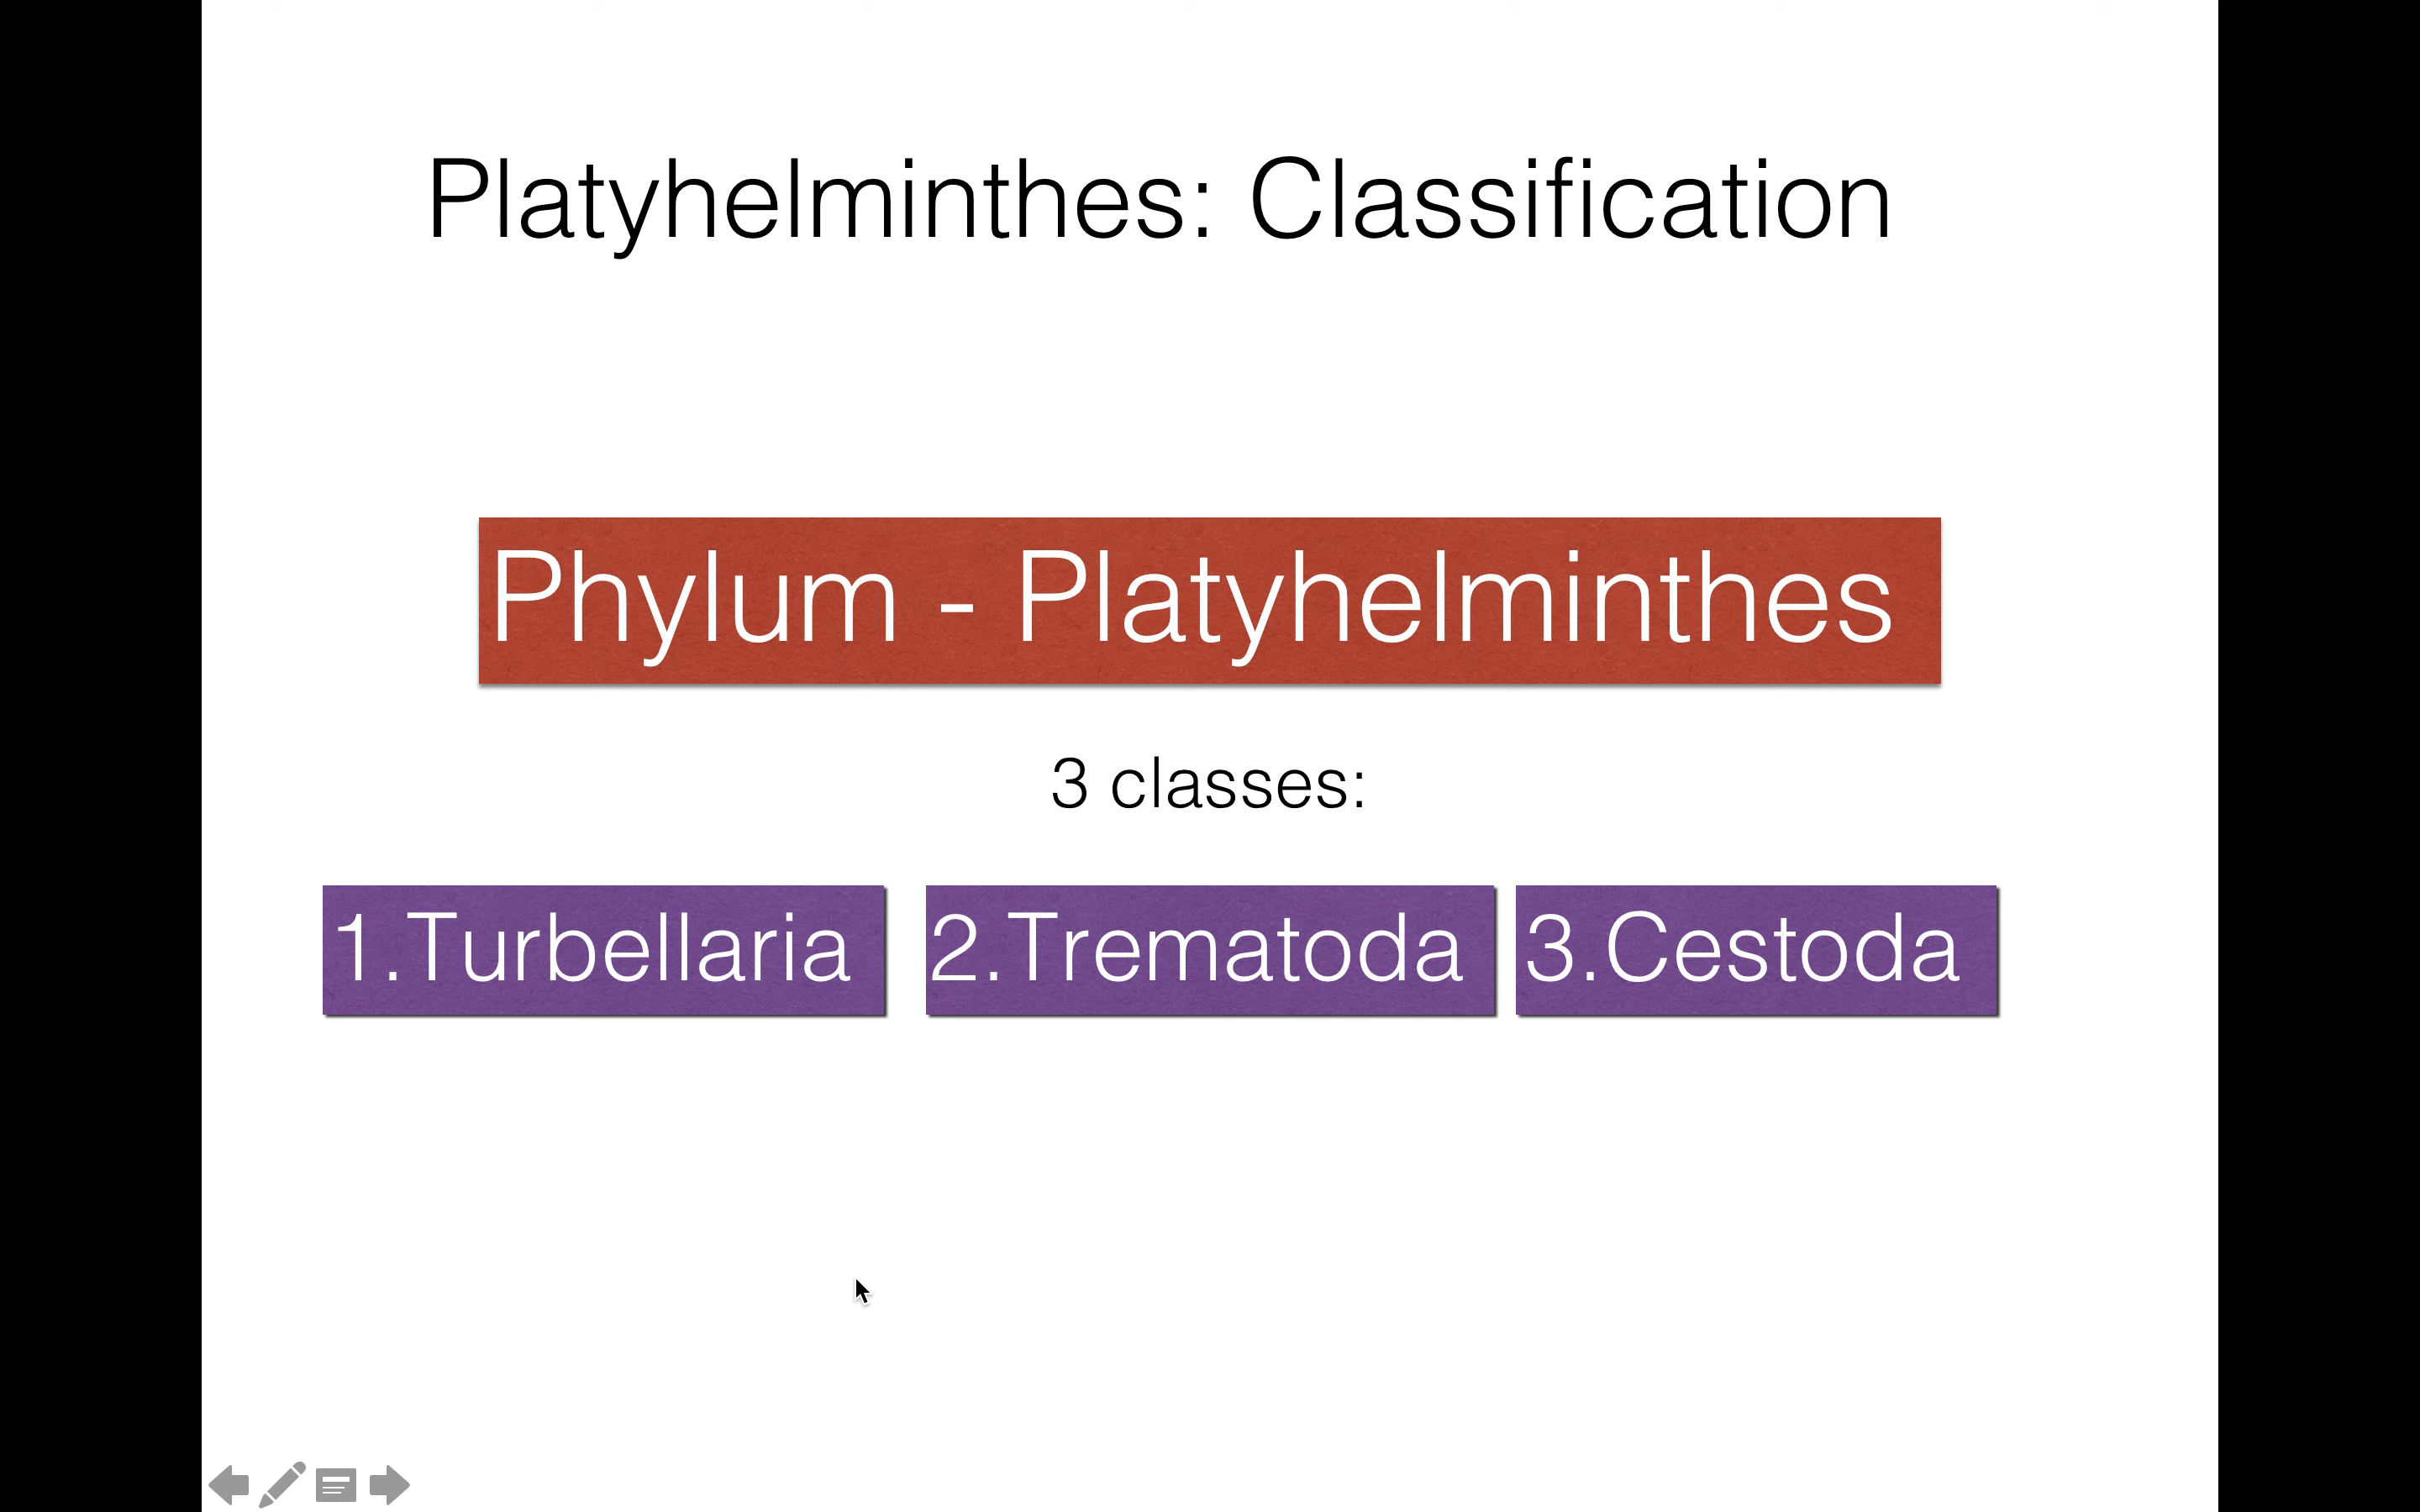 Platyhelminthes: Classification
Phylum - Platyhelminthes
3 classes:
1.Turbellaria
2.Trematoda
3.Cestoda